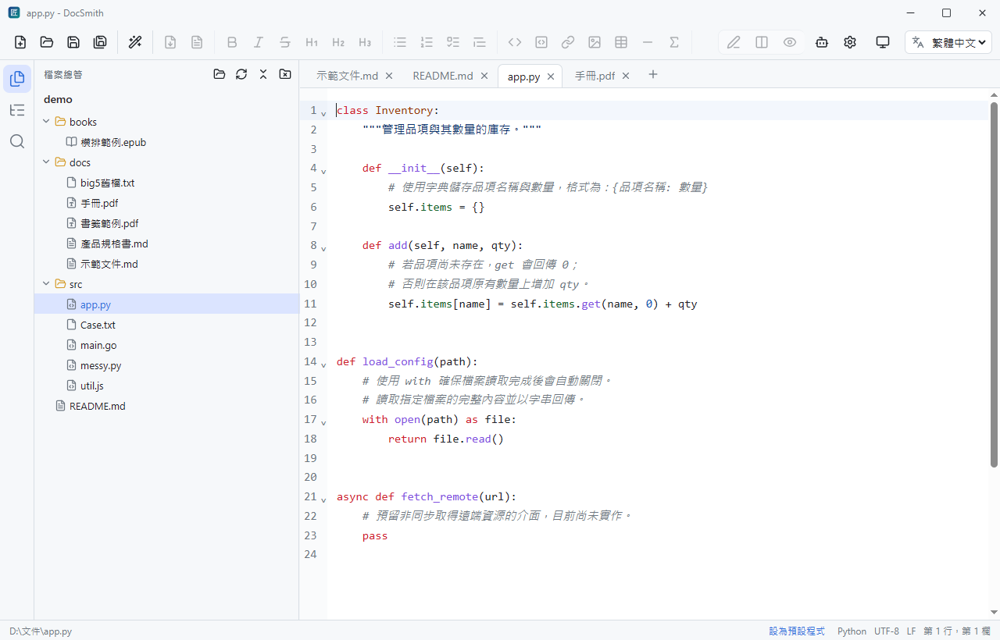 匠 app.py - DocSmith
B I S H1 H2 H3 繁體中文
檔案總管
demo
books
橫排範例.epub
docs
big5舊檔.txt
手冊.pdf
書籤範例.pdf
產品規格書.md
示範文件.md
src
app.py
Case.txt
main.go
messy.py
util.js
README.md
示範文件.md README.md app.py 手冊.pdf
1 class Inventory:
2     """管理品項與其數量的庫存。"""
3
4     def __init__(self):
5         # 使用字典儲存品項名稱與數量，格式為：{品項名稱: 數量}
6         self.items = {}
7
8     def add(self, name, qty):
9         # 若品項尚未存在，get 會回傳 0；
10         # 否則在該品項原有數量上增加 qty。
11         self.items[name] = self.items.get(name, 0) + qty
12
13
14 def load_config(path):
15     # 使用 with 確保檔案讀取完成後會自動關閉。
16     # 讀取指定檔案的完整內容並以字串回傳。
17     with open(path) as file:
18         return file.read()
19
20
21 async def fetch_remote(url):
22     # 預留非同步取得遠端資源的介面，目前尚未實作。
23     pass
24
D:\文件\app.py 設為預設程式 Python UTF-8 LF 第 1 行，第 1 欄